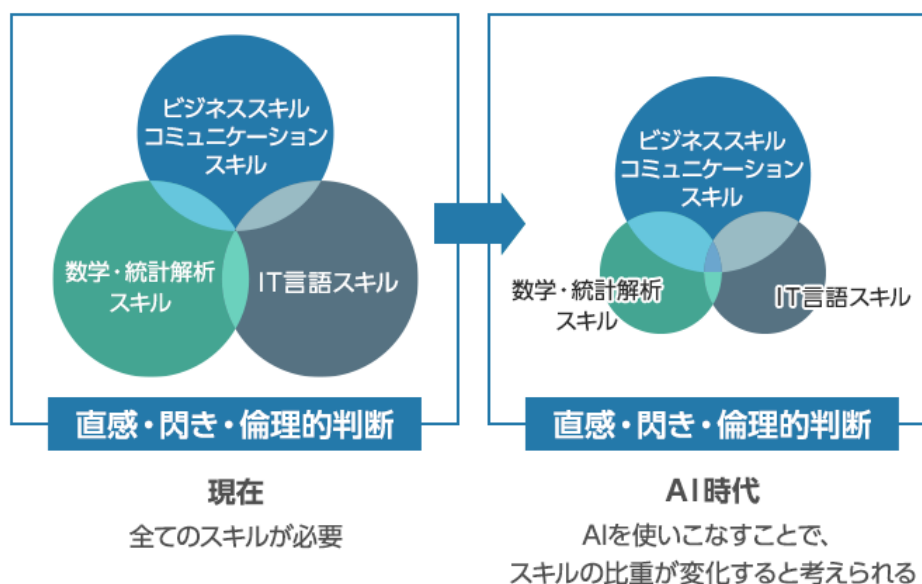 ビジネススキル
コミュニケーション
スキル
数学・統計解析
スキル
IT言語スキル
直感・閃き・倫理的判断
現在
全てのスキルが必要
ビジネススキル
コミュニケーション
スキル
数学・統計解析
スキル
IT言語スキル
直感・閃き・倫理的判断
AI時代
AIを使いこなすことで、
スキルの比重が変化すると考えられる